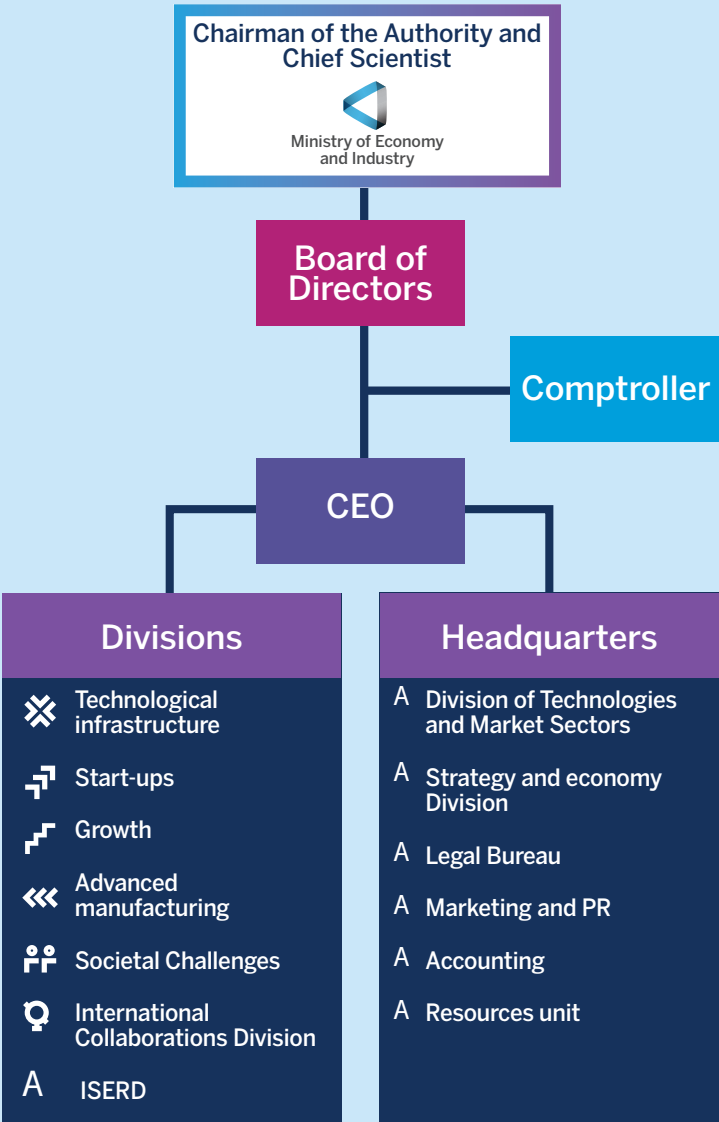 Chairman of the Authority and
Chief Scientist
Ministry of Economy
and Industry
Board of
Directors
Comptroller
CEO
Divisions
Technological
infrastructure
Start-ups
Growth
Advanced
manufacturing
Societal Challenges
International
Collaborations Division
A ISERD
Headquarters
A Division of Technologies
and Market Sectors
A Strategy and economy
Division
A Legal Bureau
A Marketing and PR
A Accounting
A Resources unit